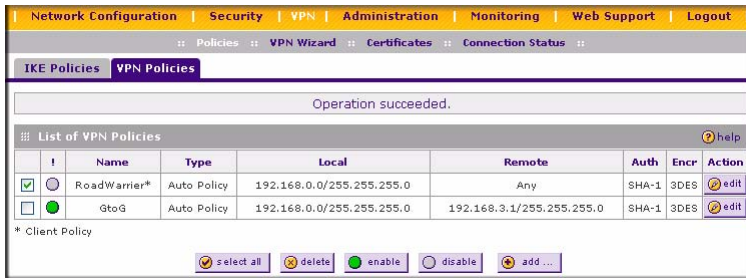 Network Configuration | Security | VPN | Administration | Monitoring | Web Support | Logout
:: Policies :: VPN Wizard :: Certificates :: Connection Status ::
IKE Policies VPN Policies
Operation succeeded.
List of VPN Policies help
! Name Type Local Remote Auth Encr Action
RoadWarrier* Auto Policy 192.168.0.0/255.255.255.0 Any SHA-1 3DES edit
GtoG Auto Policy 192.168.0.0/255.255.255.0 192.168.3.1/255.255.255.0 SHA-1 3DES edit
* Client Policy
select all delete enable disable add ...